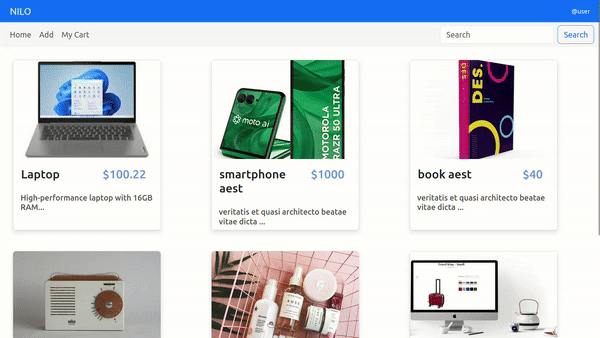 NILO
@user
Home Add My Cart
Search
Search
moto ai
MOTOROLA
RAZR 50 ULTRA
DES.
Laptop
$100.22
High-performance laptop with 16GB
RAM...
smartphone
aest
$1000
veritatis et quasi architecto beatae
vitae dicta ...
book aest
$40
veritatis et quasi architecto beatae
vitae dicta ...